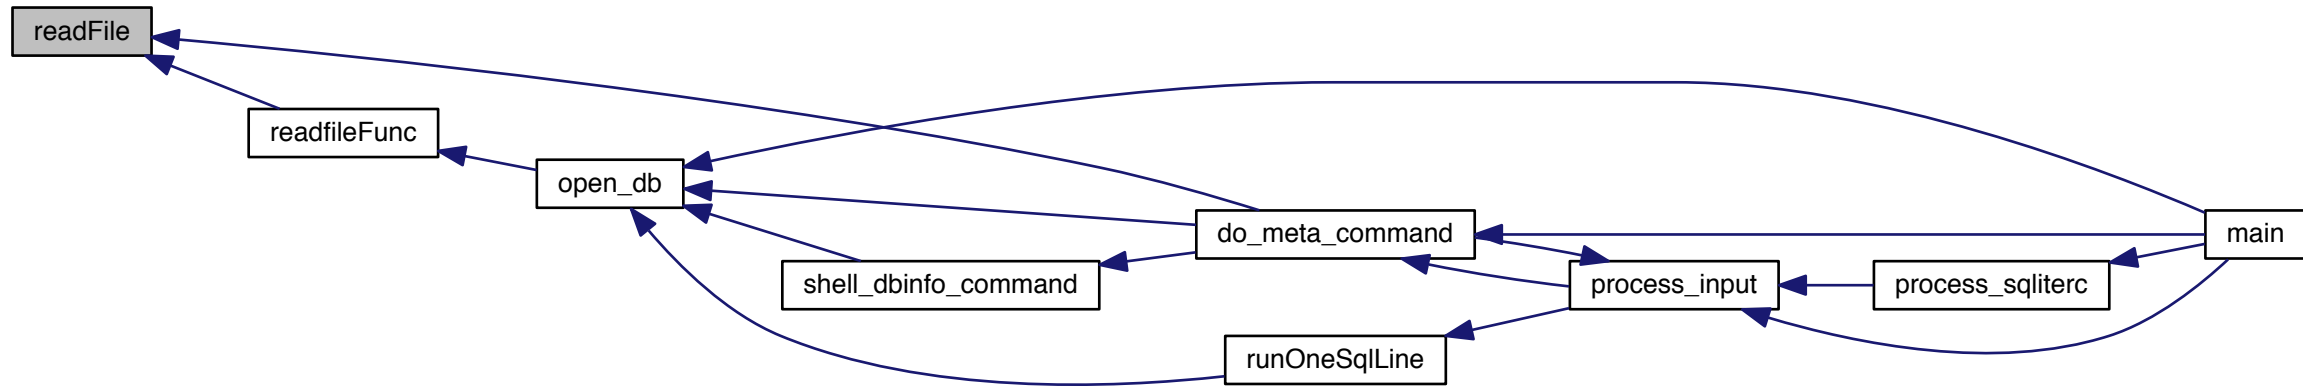 readFile
readfileFunc
open_db
do_meta_command
main
shell_dbinfo_command
process_input
process_sqliterc
runOneSqlLine